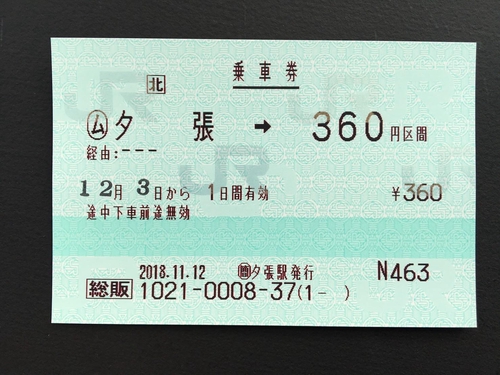 乗車券
北
ム夕張 → 360円区間
経由:---
12月 3日から 1日間有効 ¥360
途中下車前途無効
2018.11.12 夕張駅発行 N463
総販 1021-0008-37(1- )